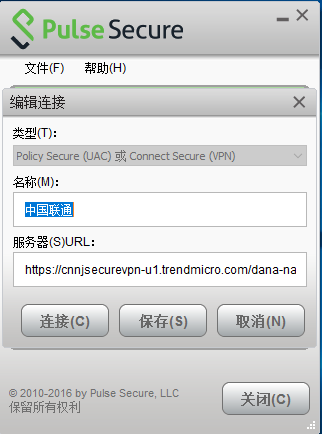 Pulse Secure
文件(F) 帮助(H)
编辑连接
类型(T):
Policy Secure (UAC) 或 Connect Secure (VPN)
名称(M):
中国联通
服务器(S)URL:
https://cnnjsecurevpn-u1.trendmicro.com/dana-na
连接(C) 保存(S) 取消(N)
© 2010-2016 by Pulse Secure, LLC
保留所有权利
关闭(C)